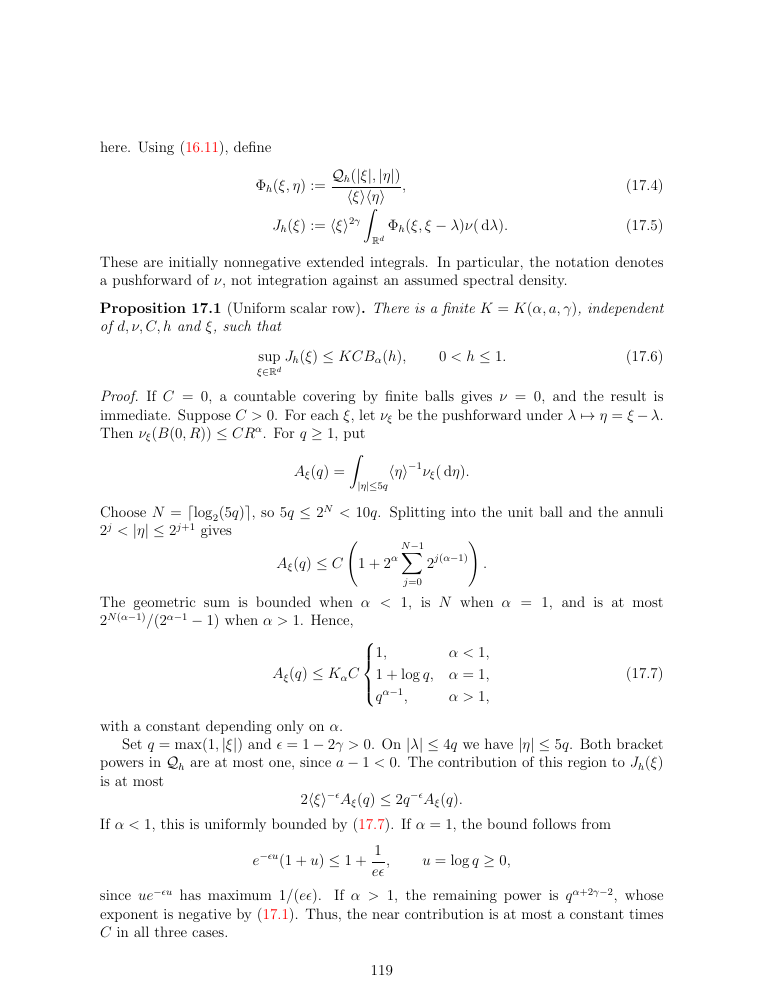 here. Using (16.11), define
Φ_h(ξ, η) := 𝒬_h(|ξ|, |η|) / ⟨ξ⟩⟨η⟩, (17.4)
J_h(ξ) := ⟨ξ⟩^{2γ} ∫_{ℝ^d} Φ_h(ξ, ξ − λ)ν( dλ). (17.5)
These are initially nonnegative extended integrals. In particular, the notation denotes
a pushforward of ν, not integration against an assumed spectral density.
Proposition 17.1 (Uniform scalar row). There is a finite K = K(α, a, γ), independent
of d, ν, C, h and ξ, such that
sup_{ξ∈ℝ^d} J_h(ξ) ≤ KCB_α(h), 0 < h ≤ 1. (17.6)
Proof. If C = 0, a countable covering by finite balls gives ν = 0, and the result is
immediate. Suppose C > 0. For each ξ, let ν_ξ be the pushforward under λ ↦ η = ξ − λ.
Then ν_ξ(B(0, R)) ≤ CR^α. For q ≥ 1, put
A_ξ(q) = ∫_{|η|≤5q} ⟨η⟩^{−1}ν_ξ( dη).
Choose N = ⌈log_2(5q)⌉, so 5q ≤ 2^N < 10q. Splitting into the unit ball and the annuli
2^j < |η| ≤ 2^{j+1} gives
A_ξ(q) ≤ C ( 1 + 2^α ∑_{j=0}^{N−1} 2^{j(α−1)} ) .
The geometric sum is bounded when α < 1, is N when α = 1, and is at most
2^{N(α−1)}/(2^{α−1} − 1) when α > 1. Hence,
A_ξ(q) ≤ K_αC { 1, α < 1,
1 + log q, α = 1,
q^{α−1}, α > 1, (17.7)
with a constant depending only on α.
Set q = max(1, |ξ|) and ϵ = 1 − 2γ > 0. On |λ| ≤ 4q we have |η| ≤ 5q. Both bracket
powers in 𝒬_h are at most one, since a − 1 < 0. The contribution of this region to J_h(ξ)
is at most
2⟨ξ⟩^{−ϵ}A_ξ(q) ≤ 2q^{−ϵ}A_ξ(q).
If α < 1, this is uniformly bounded by (17.7). If α = 1, the bound follows from
e^{−ϵu}(1 + u) ≤ 1 + 1/(eϵ), u = log q ≥ 0,
since ue^{−ϵu} has maximum 1/(eϵ). If α > 1, the remaining power is q^{α+2γ−2}, whose
exponent is negative by (17.1). Thus, the near contribution is at most a constant times
C in all three cases.
119